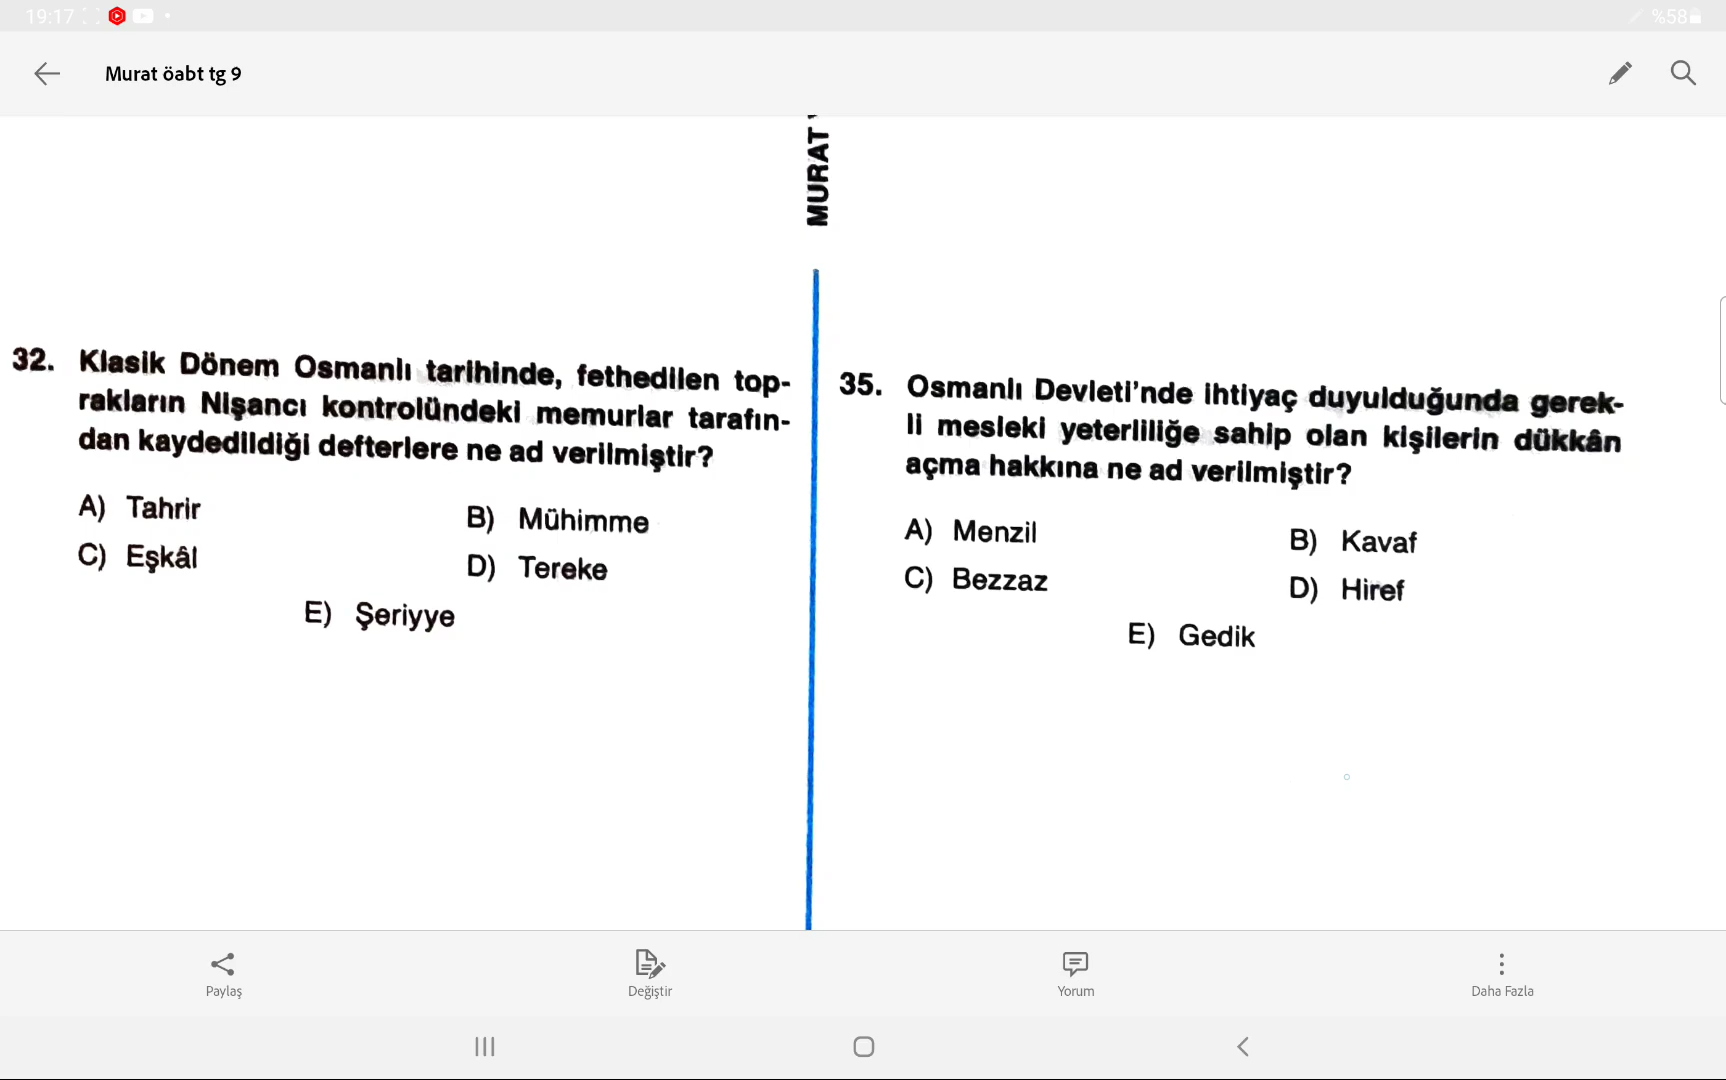 19:17
%58
Murat öabt tg 9
MURAT
32. Klasik Dönem Osmanlı tarihinde, fethedilen top-
rakların Nişancı kontrolündeki memurlar tarafın-
dan kaydedildiği defterlere ne ad verilmiştir?
A) Tahrir
B) Mühimme
C) Eşkâl
D) Tereke
E) Şeriyye
35. Osmanlı Devleti'nde ihtiyaç duyulduğunda gerek-
li mesleki yeterliliğe sahip olan kişilerin dükkân
açma hakkına ne ad verilmiştir?
A) Menzil
B) Kavaf
C) Bezzaz
D) Hiref
E) Gedik
Paylaş
Değiştir
Yorum
Daha Fazla